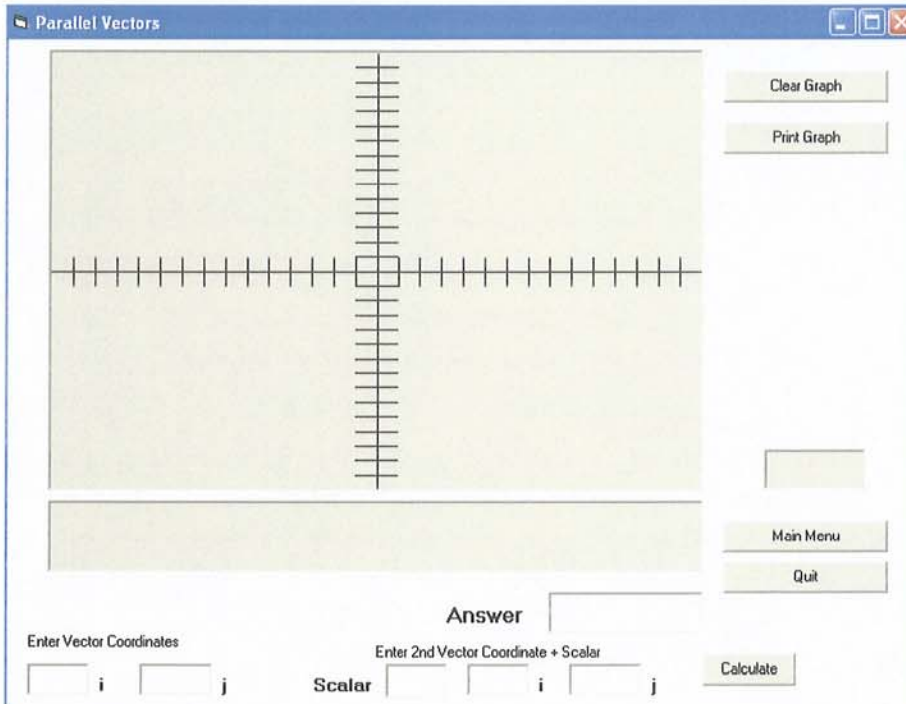 Parallel Vectors
Clear Graph
Print Graph
Main Menu
Quit
Answer
Enter Vector Coordinates
Enter 2nd Vector Coordinate + Scalar
i j Scalar i j Calculate